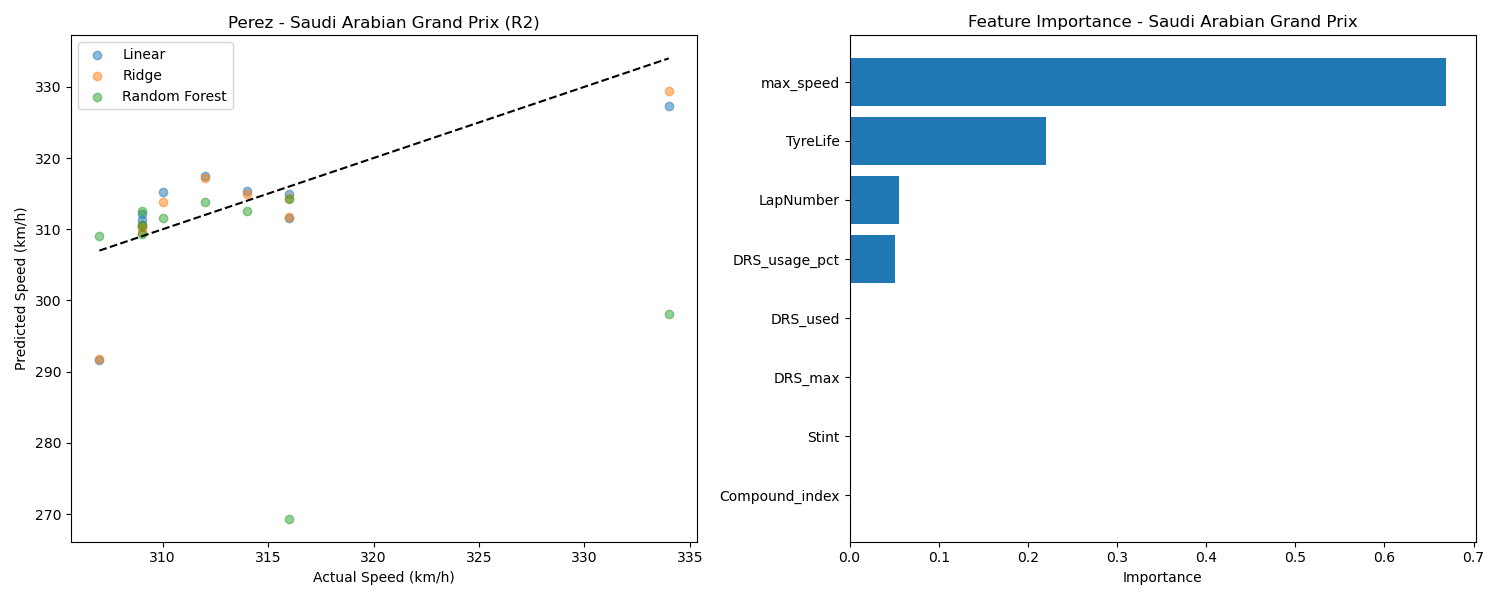 Perez - Saudi Arabian Grand Prix (R2)
Linear
Ridge
Random Forest
330
320
310
300
290
280
270
Predicted Speed (km/h)
310
315
320
325
330
335
Actual Speed (km/h)
Feature Importance - Saudi Arabian Grand Prix
max_speed
TyreLife
LapNumber
DRS_usage_pct
DRS_used
DRS_max
Stint
Compound_index
0.0
0.1
0.2
0.3
0.4
0.5
0.6
0.7
Importance